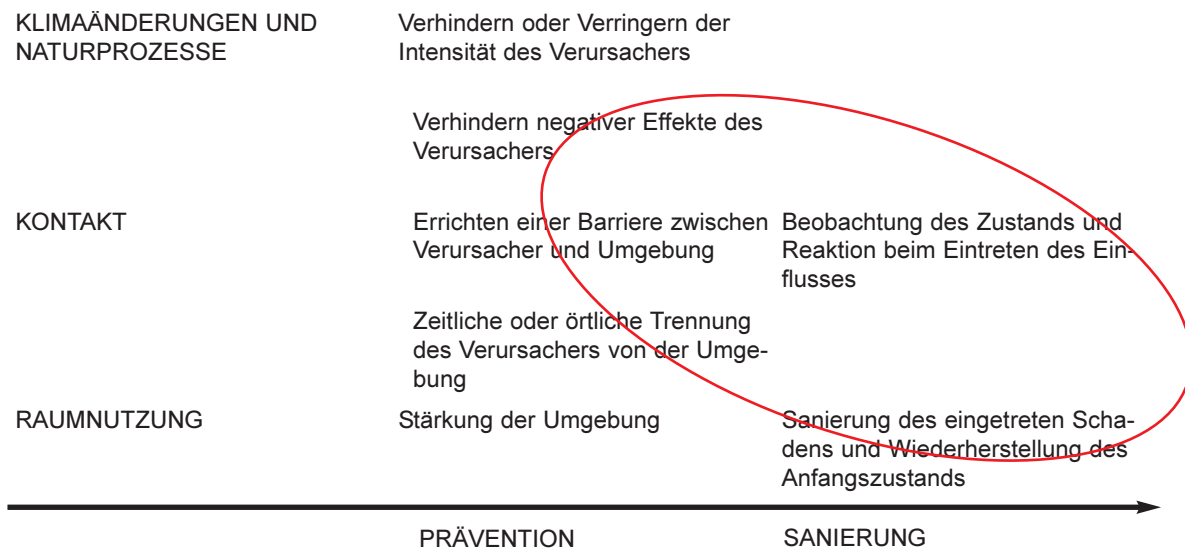 KLIMAÄNDERUNGEN UND
NATURPROZESSE
Verhindern oder Verringern der
Intensität des Verursachers
Verhindern negativer Effekte des
Verursachers
KONTAKT
Errichten einer Barriere zwischen
Verursacher und Umgebung
Beobachtung des Zustands und
Reaktion beim Eintreten des Ein-
flusses
Zeitliche oder örtliche Trennung
des Verursachers von der Umge-
bung
RAUMNUTZUNG
Stärkung der Umgebung
Sanierung des eingetreten Scha-
dens und Wiederherstellung des
Anfangszustands
PRÄVENTION
SANIERUNG